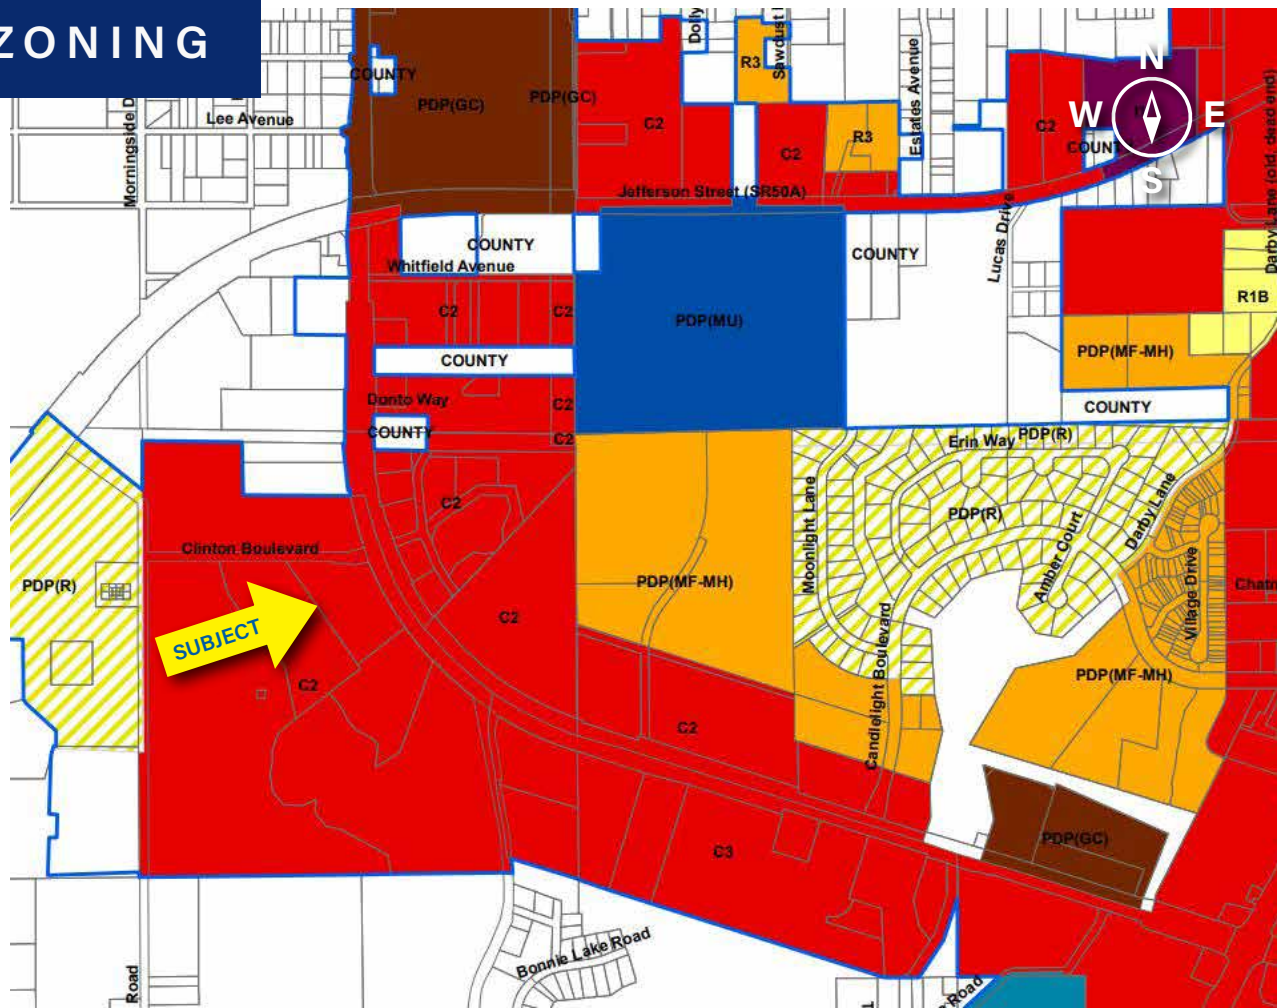 ZONING
N
W
E
S
COUNTY
PDP(GC)
PDP(GC)
Lee Avenue
Morningside D
Dolly
R3
Sawdust
Estates Avenue
C2
C2
R3
C2
COUNT
Darby Lane (old, dead end)
Jefferson Street (SR50A)
COUNTY
Whitfield Avenue
COUNTY
Lucas Drive
R1B
C2
C2
PDP(MU)
PDP(MF-MH)
COUNTY
Donto Way
C2
COUNTY
COUNTY
C2
Erin Way
PDP(R)
C2
Moonlight Lane
PDP(R)
Darby Lane
Clinton Boulevard
Amber Court
PDP(R)
PDP(MF-MH)
Village Drive
SUBJECT
C2
C2
Candlelight Boulevard
PDP(MF-MH)
C2
C3
PDP(GC)
Bonnie Lake Road
Road
Road